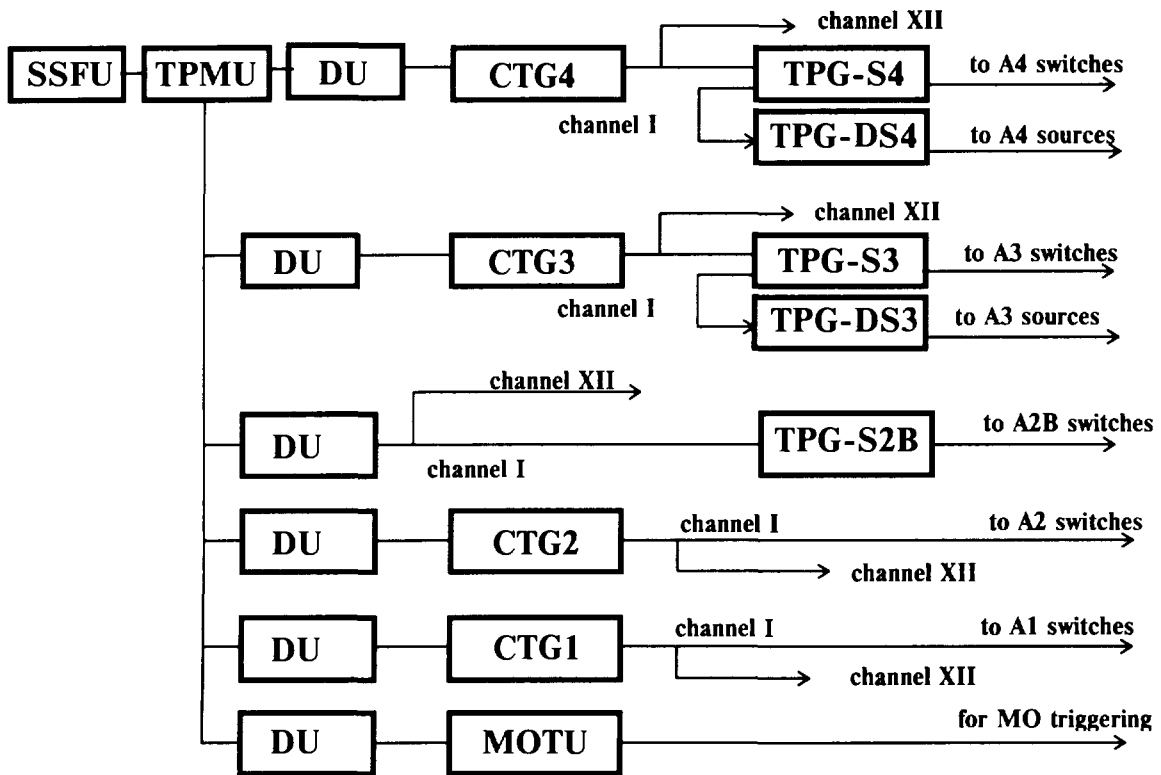 channel XII
SSFU TPMU DU CTG4 TPG-S4 to A4 switches
channel I TPG-DS4 to A4 sources
channel XII
DU CTG3 TPG-S3 to A3 switches
channel I TPG-DS3 to A3 sources
channel XII
DU channel I TPG-S2B to A2B switches
DU CTG2 channel I to A2 switches
channel XII
DU CTG1 channel I to A1 switches
channel XII
DU MOTU for MO triggering